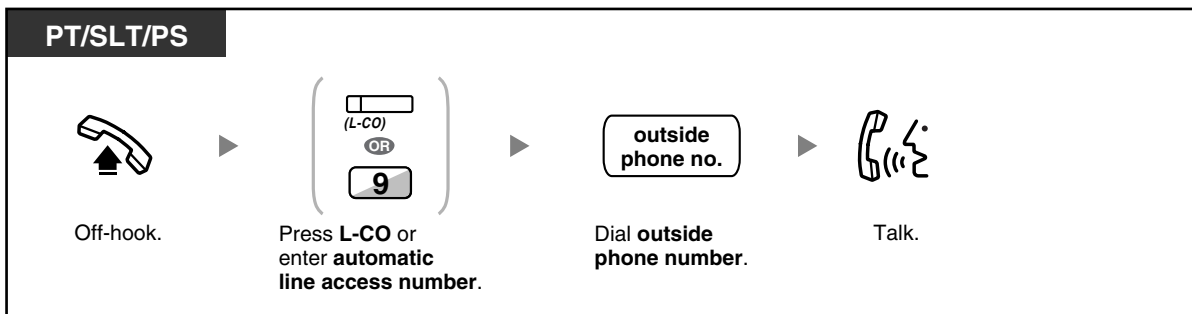 PT/SLT/PS
(L-CO)
OR
9
outside
phone no.
Off-hook.
Press L-CO or
enter automatic
line access number.
Dial outside
phone number.
Talk.